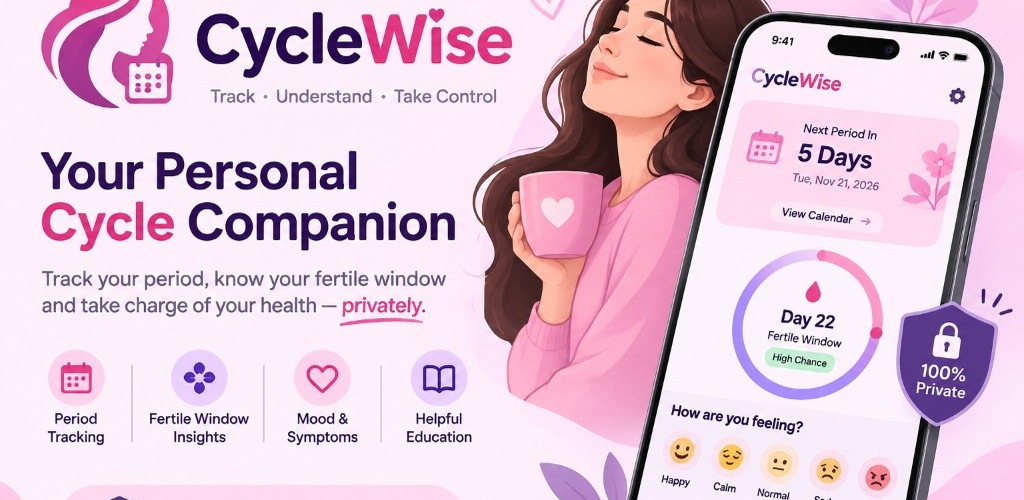 CycleWise
Track • Understand • Take Control
Your Personal
Cycle Companion
Track your period, know your fertile window
and take charge of your health — privately.
Period
Tracking
Fertile Window
Insights
Mood &
Symptoms
Helpful
Education
9:41
CycleWise
Next Period In
5 Days
Tue, Nov 21, 2026
View Calendar →
Day 22
Fertile Window
High Chance
100%
Private
How are you feeling?
Happy
Calm
Normal